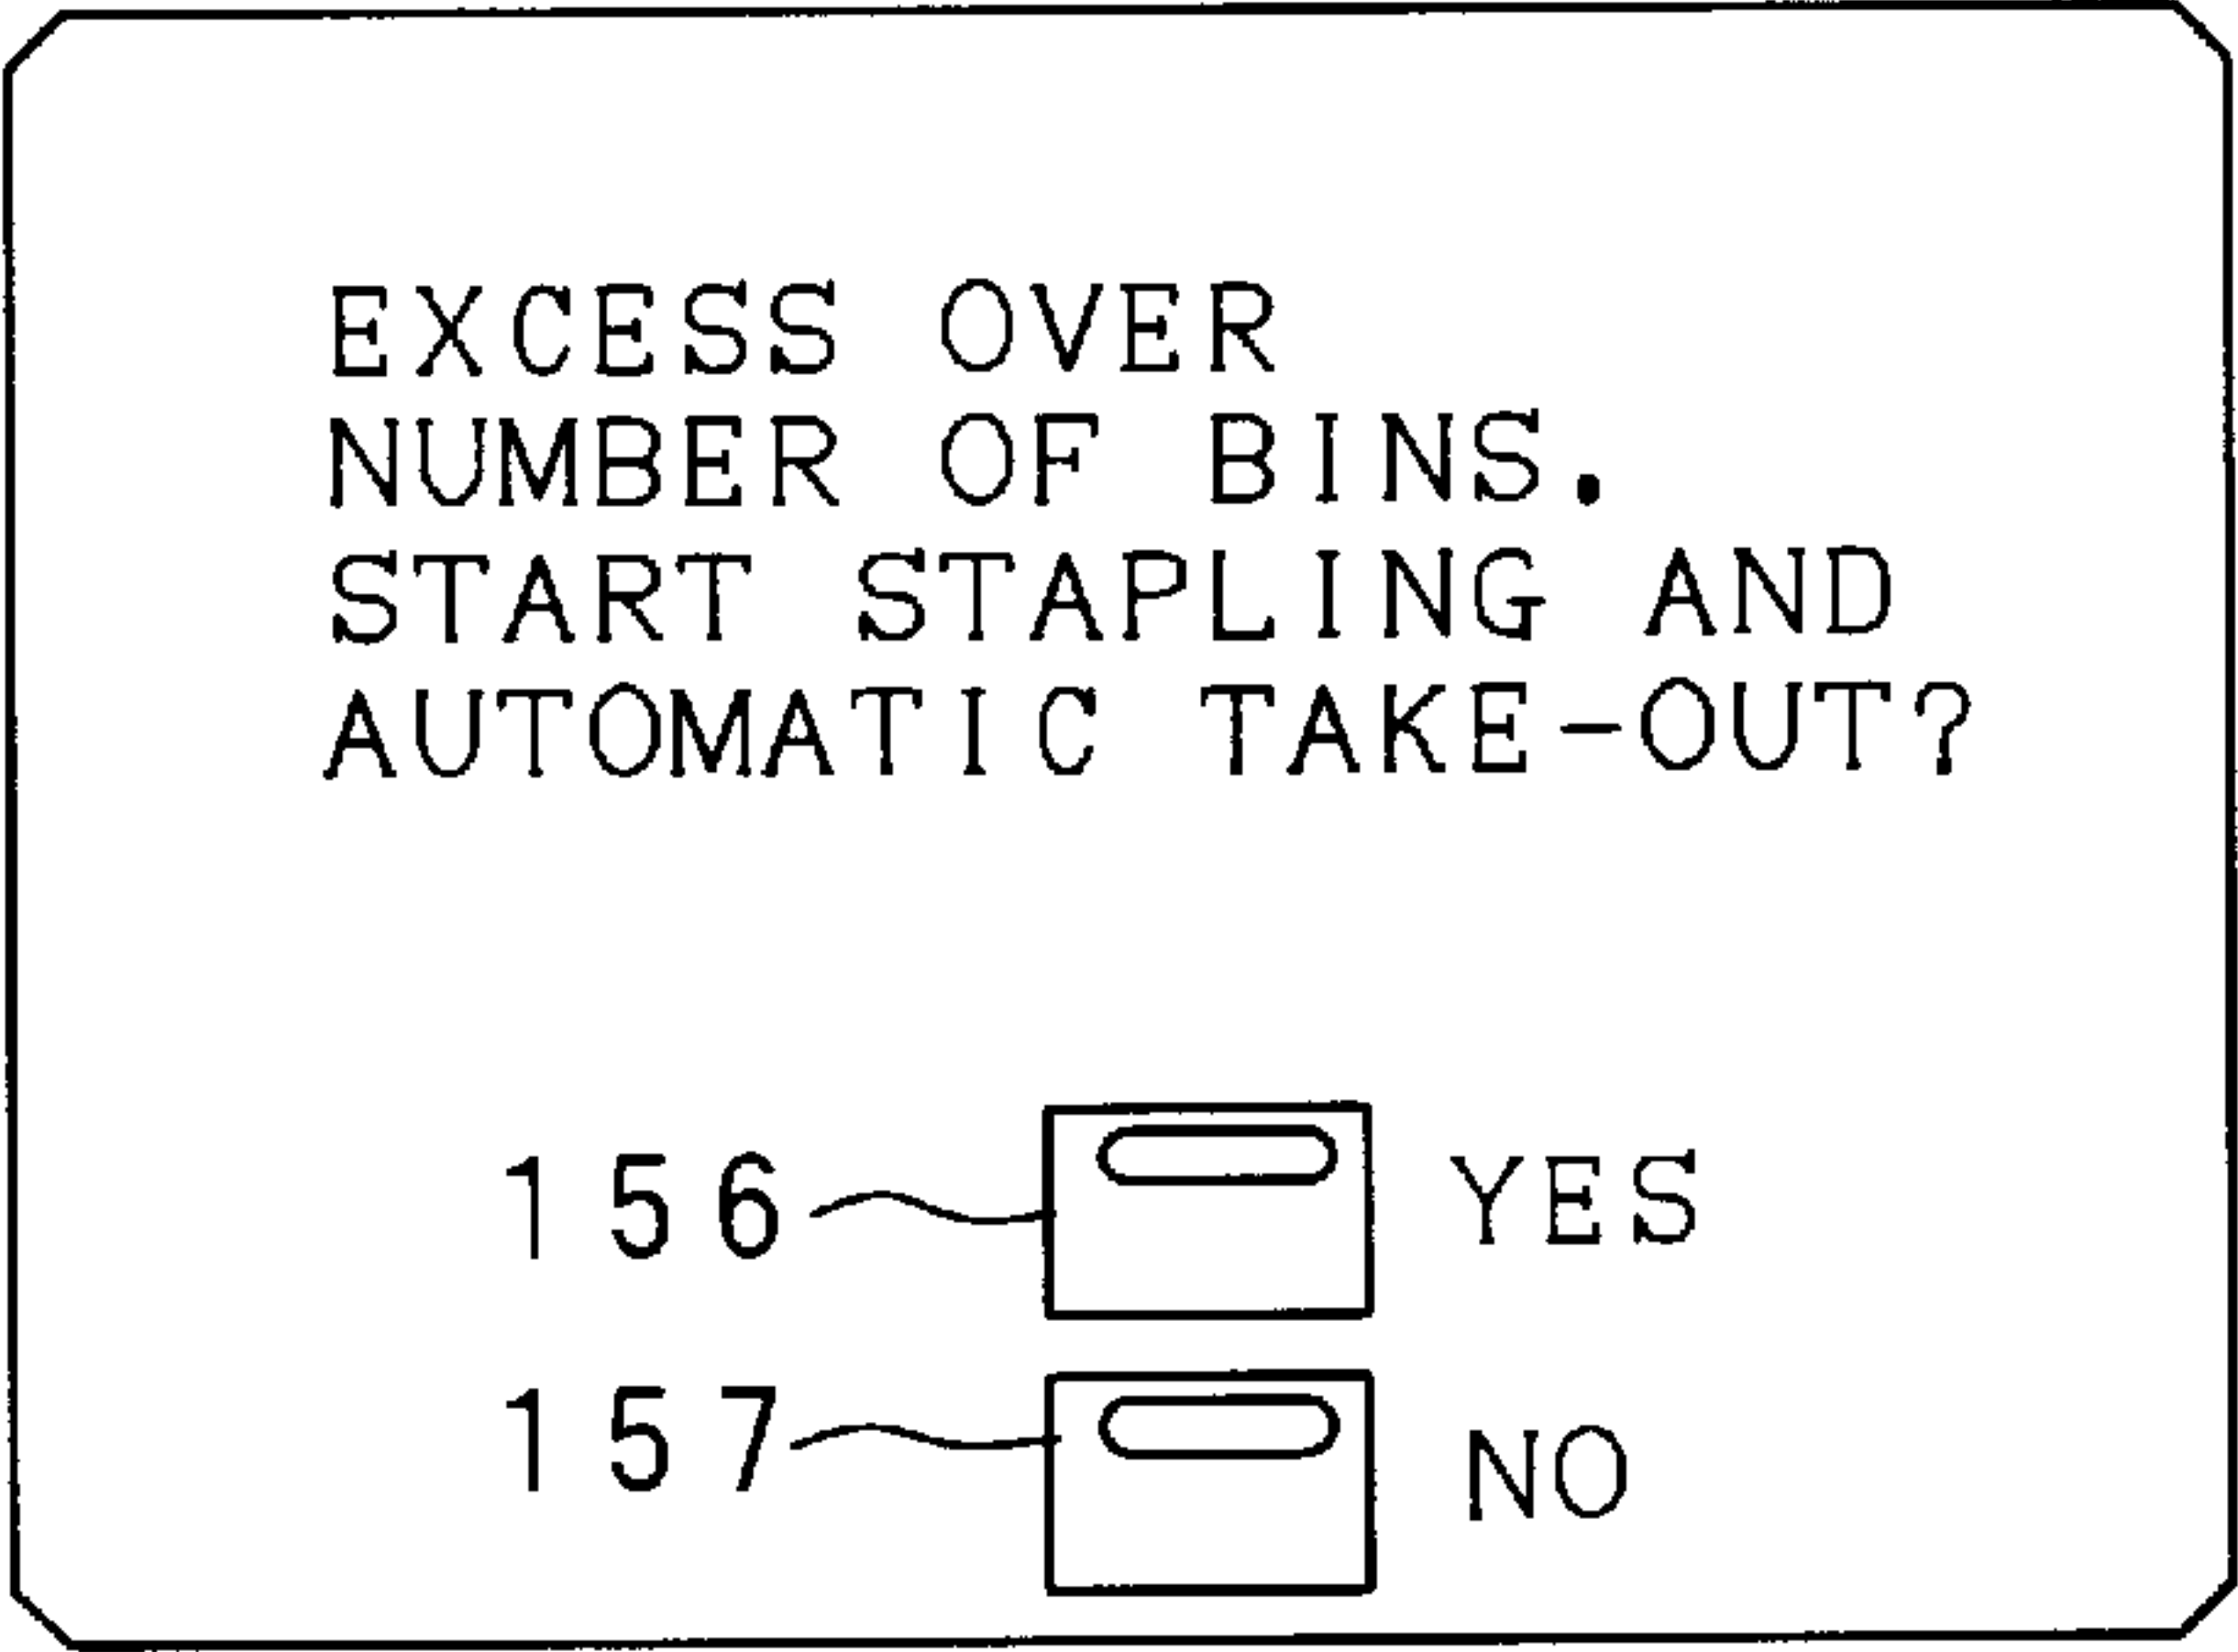 EXCESS OVER
NUMBER OF BINS.
START STAPLING AND
AUTOMATIC TAKE-OUT?
156 YES
157 NO